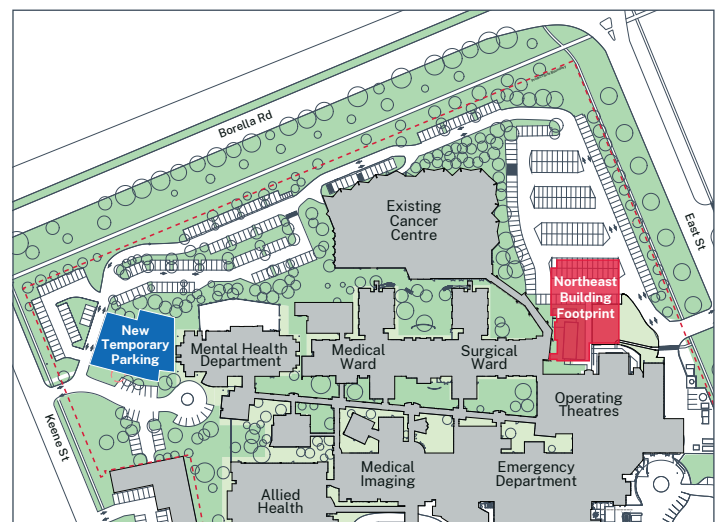 Borella Rd
Existing
Cancer
Centre
East St
Northeast
Building
Footprint
New
Temporary
Parking
Mental Health
Department
Medical
Ward
Surgical
Ward
Operating
Theatres
Keene St
Medical
Imaging
Emergency
Department
Allied
Health